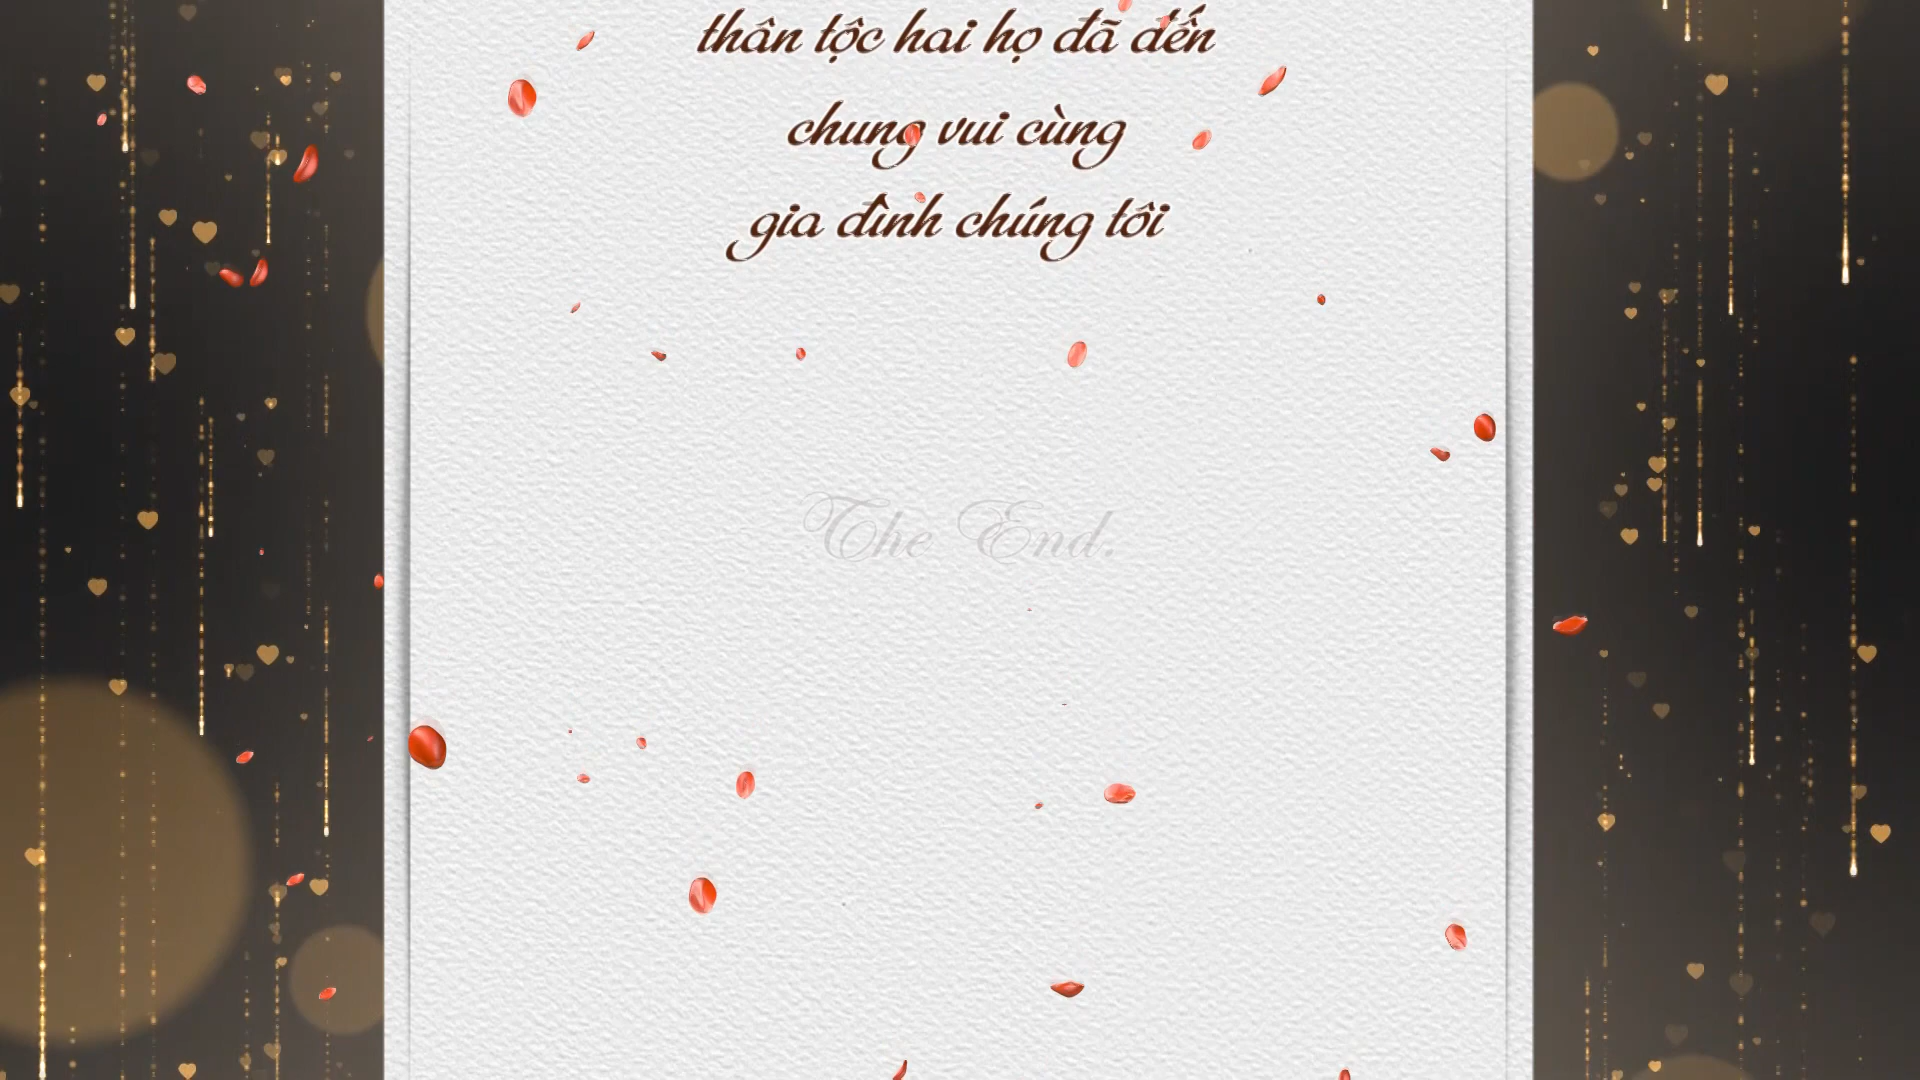 thân tộc hai họ đã đến
chung vui cùng
gia đình chúng tôi
The End.